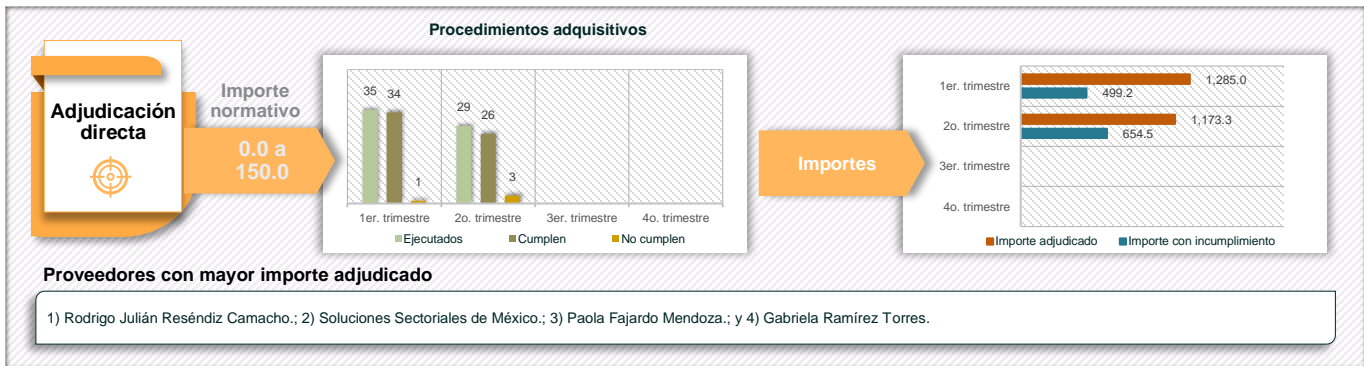 Procedimientos adquisitivos
Adjudicación
directa
Importe
normativo
0.0 a
150.0
35
34
1
29
26
3
1er. trimestre
2o. trimestre
3er. trimestre
4o. trimestre
Ejecutados
Cumplen
No cumplen
Importes
1er. trimestre
1,285.0
499.2
2o. trimestre
1,173.3
654.5
3er. trimestre
4o. trimestre
Importe adjudicado
Importe con incumplimiento
Proveedores con mayor importe adjudicado
1) Rodrigo Julián Reséndiz Camacho.; 2) Soluciones Sectoriales de México.; 3) Paola Fajardo Mendoza.; y 4) Gabriela Ramírez Torres.